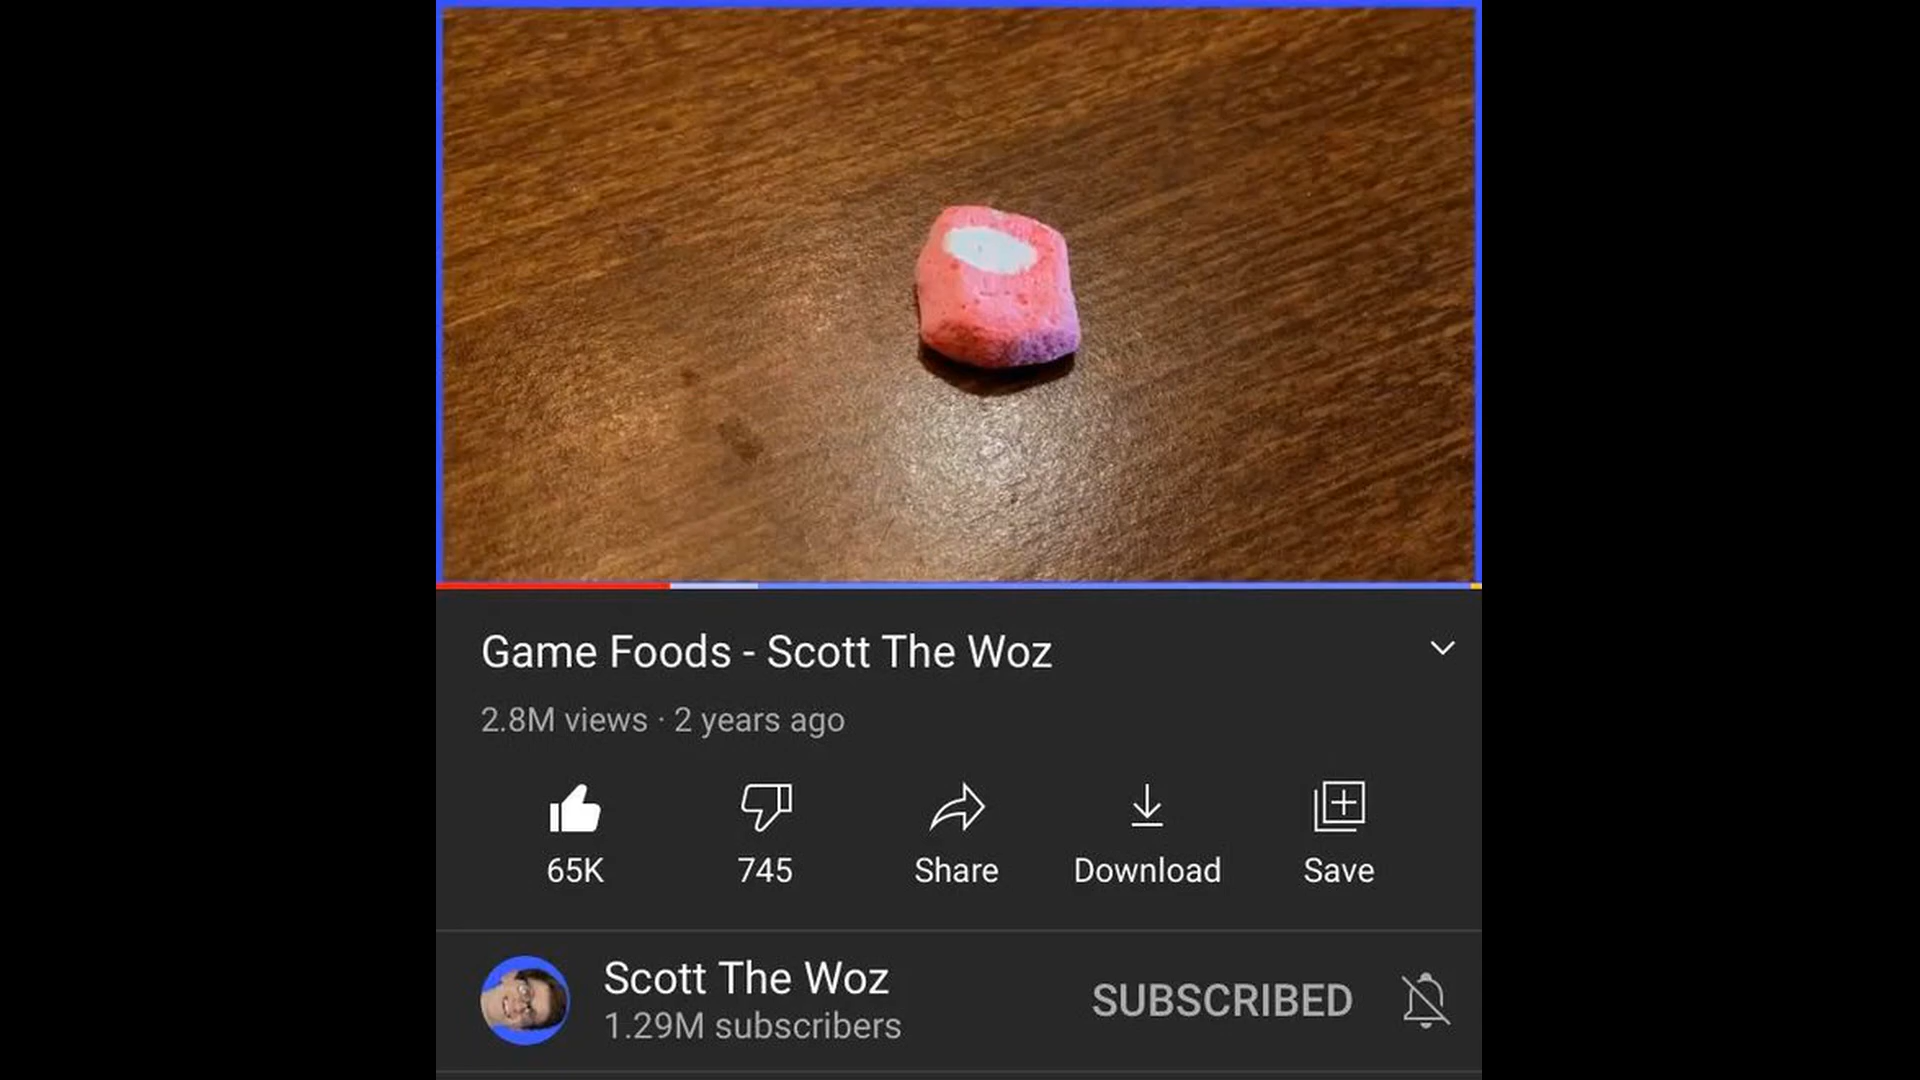 Game Foods - Scott The Woz
2.8M views · 2 years ago
65K
745
Share
Download
Save
Scott The Woz
1.29M subscribers
SUBSCRIBED